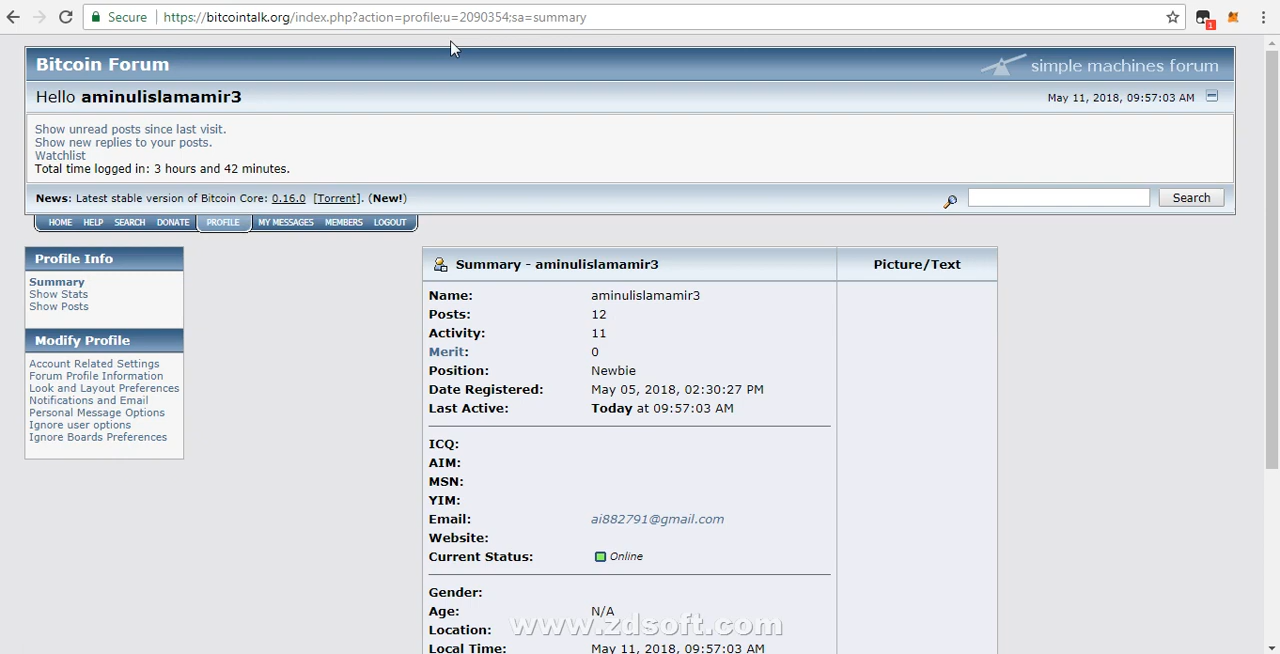 Secure https://bitcointalk.org/index.php?action=profile;u=2090354;sa=summary
1
Bitcoin Forum
simple machines forum
Hello aminulislamamir3
May 11, 2018, 09:57:03 AM
Show unread posts since last visit.
Show new replies to your posts.
Watchlist
Total time logged in: 3 hours and 42 minutes.
News: Latest stable version of Bitcoin Core: 0.16.0 [Torrent]. (New!)
Search
HOME HELP SEARCH DONATE PROFILE MY MESSAGES MEMBERS LOGOUT
Profile Info
Summary
Show Stats
Show Posts
Modify Profile
Account Related Settings
Forum Profile Information
Look and Layout Preferences
Notifications and Email
Personal Message Options
Ignore user options
Ignore Boards Preferences
Summary - aminulislamamir3
Picture/Text
Name: aminulislamamir3
Posts: 12
Activity: 11
Merit: 0
Position: Newbie
Date Registered: May 05, 2018, 02:30:27 PM
Last Active: Today at 09:57:03 AM
ICQ:
AIM:
MSN:
YIM:
Email: ai882791@gmail.com
Website:
Current Status: Online
Gender:
Age: N/A
Location:
Local Time: May 11, 2018, 09:57:03 AM
www.zdsoft.com